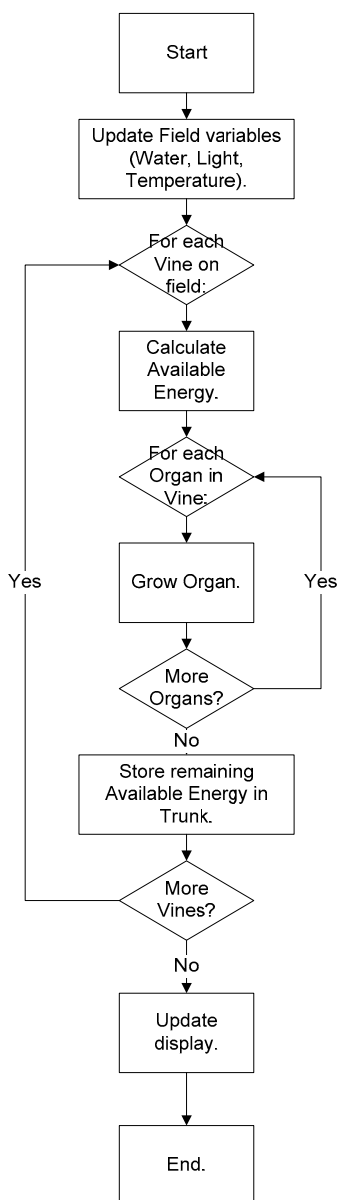 Start
Update Field variables
(Water, Light,
Temperature).
For each
Vine on
field:
Calculate
Available
Energy.
For each
Organ in
Vine:
Yes
Grow Organ.
Yes
More
Organs?
No
Store remaining
Available Energy in
Trunk.
More
Vines?
No
Update
display.
End.